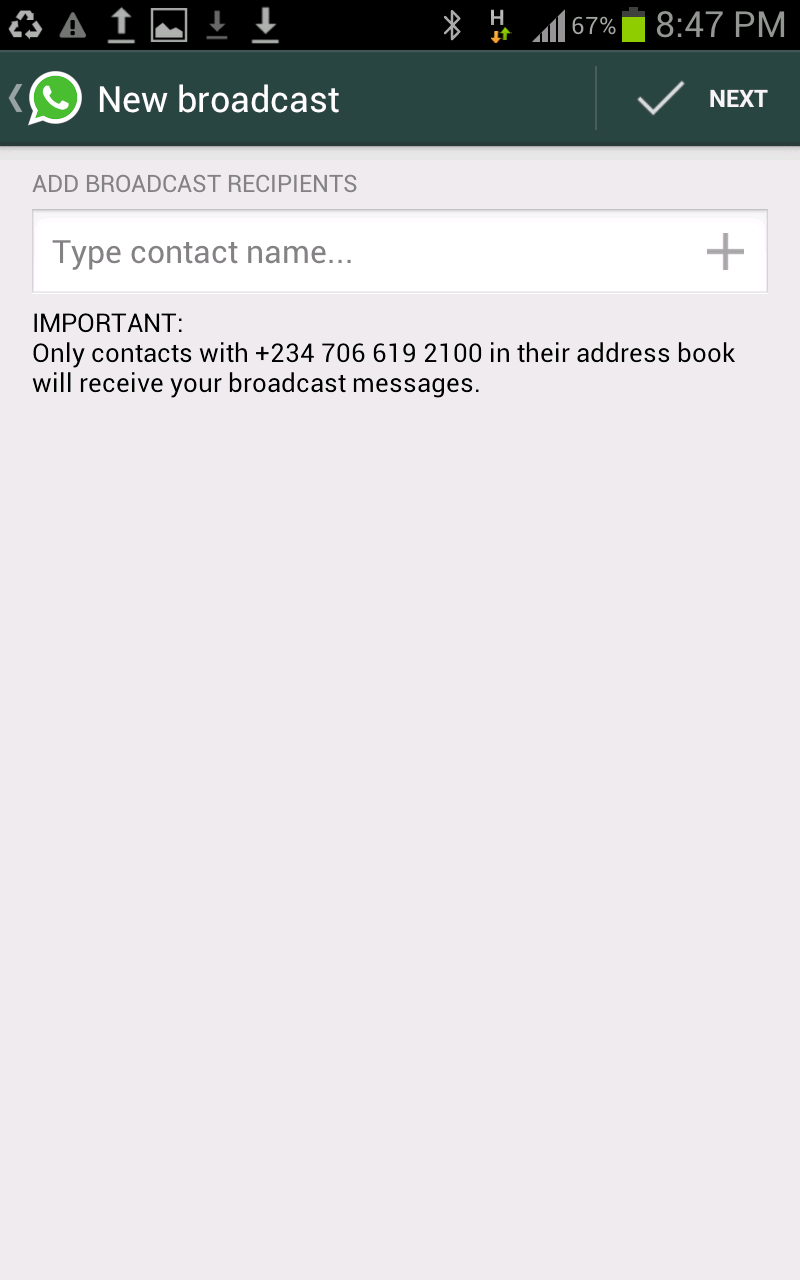 H 67% 8:47 PM
New broadcast NEXT
ADD BROADCAST RECIPIENTS
Type contact name...
IMPORTANT:
Only contacts with +234 706 619 2100 in their address book
will receive your broadcast messages.